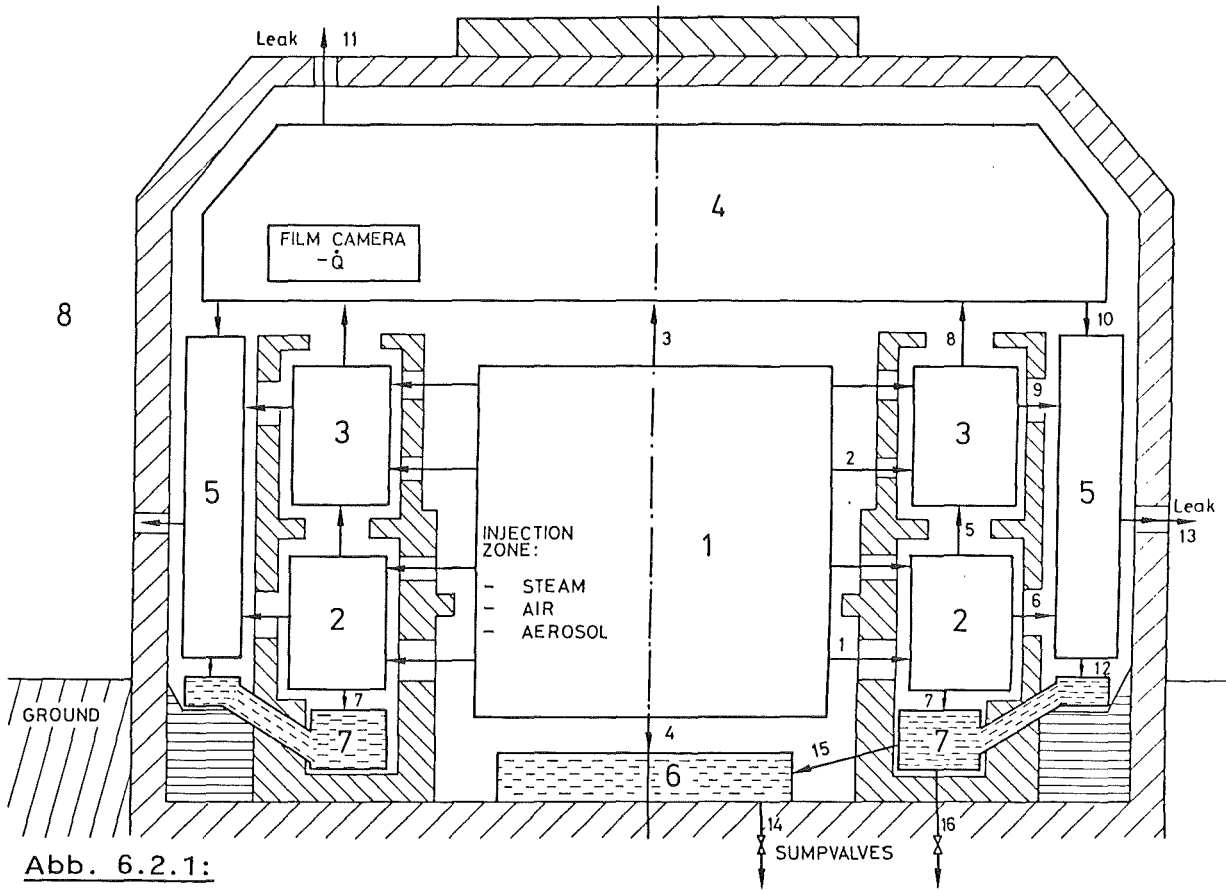 Leak 11
4
FILM CAMERA
-Q̇
8
3
8
10
3
3
9
2
5
5
Leak
13
5
INJECTION
ZONE:
- STEAM
- AIR
- AEROSOL
1
2
2
6
1
7
7
12
GROUND
7
4
7
15
6
14
16
SUMPVALVES
Abb. 6.2.1: